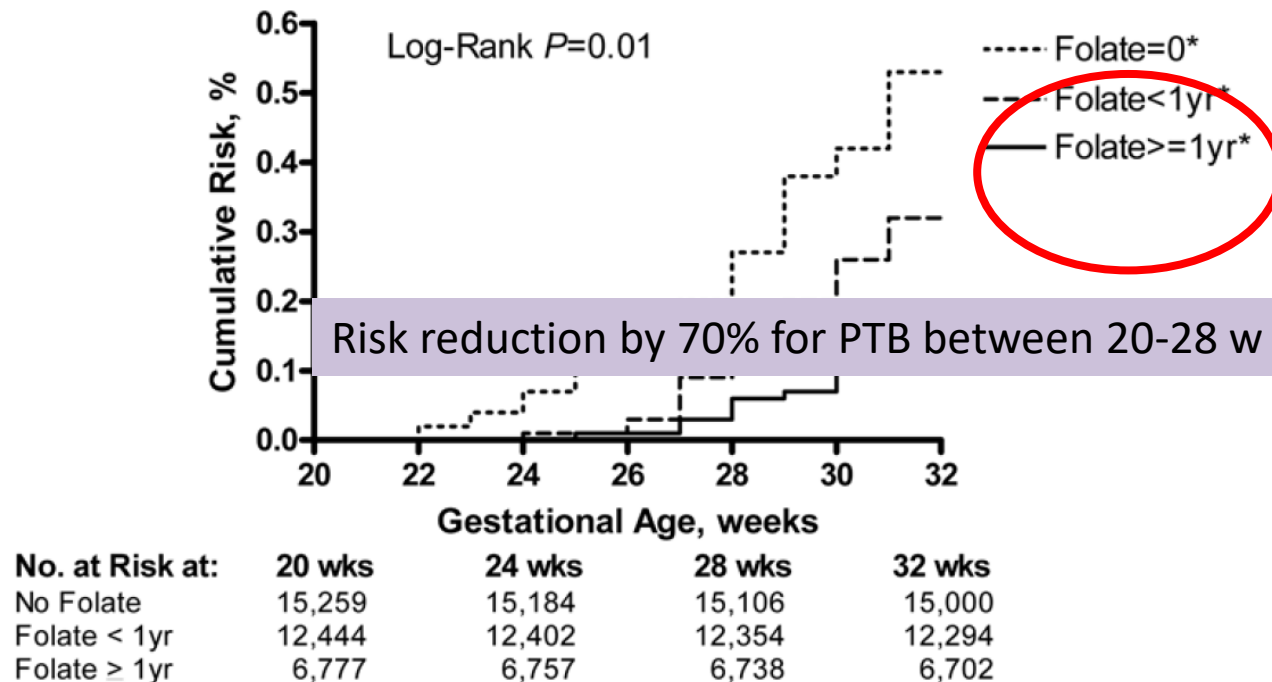 0.6
Log-Rank P=0.01
Folate=0*
0.5
Folate<1yr*
0.4
Folate>=1yr*
0.3
0.2
Cumulative Risk, %
Risk reduction by 70% for PTB between 20-28 w
0.1
0.0
20 22 24 26 28 30 32
Gestational Age, weeks
No. at Risk at: 20 wks 24 wks 28 wks 32 wks
No Folate 15,259 15,184 15,106 15,000
Folate < 1yr 12,444 12,402 12,354 12,294
Folate ≥ 1yr 6,777 6,757 6,738 6,702